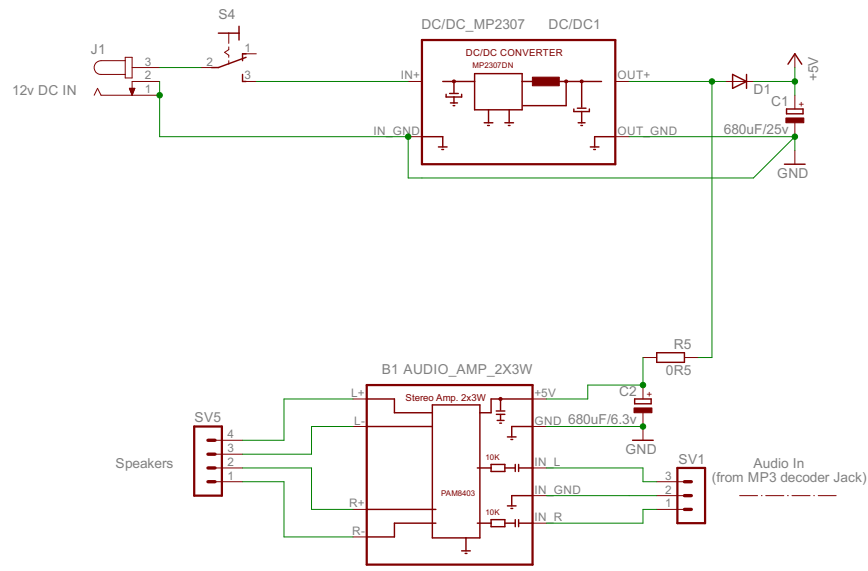 S4
J1
3
2
1
12v DC IN
2
1
3
DC/DC_MP2307
DC/DC1
DC/DC CONVERTER
MP2307DN
IN+
OUT+
IN_GND
OUT_GND
D1
+5V
C1
+
680uF/25v
GND
R5
0R5
B1 AUDIO_AMP_2X3W
Stereo Amp. 2x3W
L+
L-
R+
R-
+5V
GND
C2
+
680uF/6.3v
GND
SV5
4
3
2
1
Speakers
10K
PAM8403
10K
IN_L
IN_GND
IN_R
SV1
3
2
1
Audio In
(from MP3 decoder Jack)